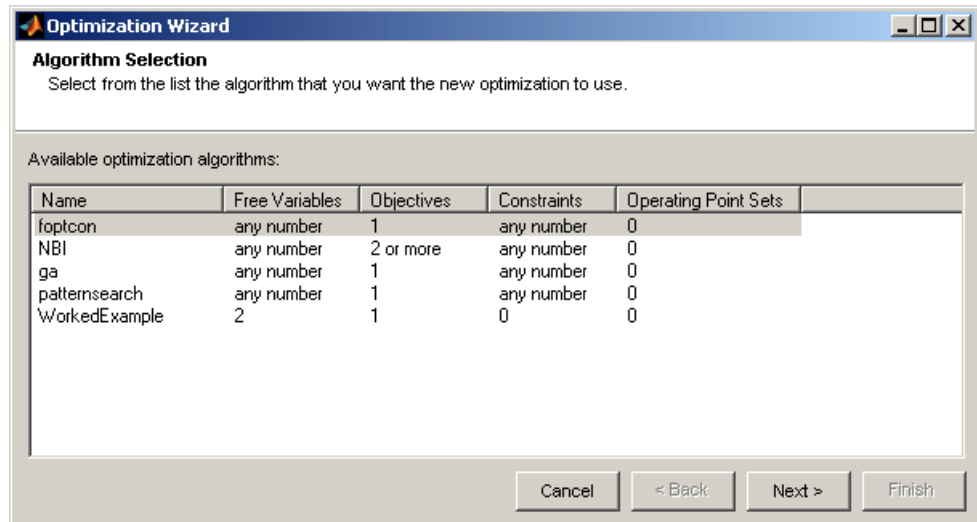 Optimization Wizard
Algorithm Selection
Select from the list the algorithm that you want the new optimization to use.
Available optimization algorithms:
Name Free Variables Objectives Constraints Operating Point Sets
foptcon any number 1 any number 0
NBI any number 2 or more any number 0
ga any number 1 any number 0
patternsearch any number 1 any number 0
WorkedExample 2 1 0 0
Cancel < Back Next > Finish